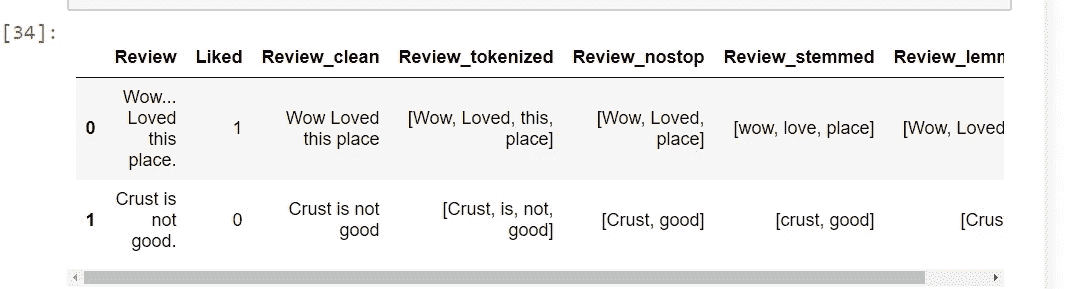 [34]:
Review Liked Review_clean Review_tokenized Review_nostop Review_stemmed Review_lemm
Wow...
Loved
this
place.
0 1 Wow Loved
this place
[Wow, Loved, this,
place]
[Wow, Loved,
place]
[wow, love, place] [Wow, Loved
Crust is
not
good.
1 0 Crust is not
good
[Crust, is, not,
good]
[Crust, good] [crust, good] [Crus